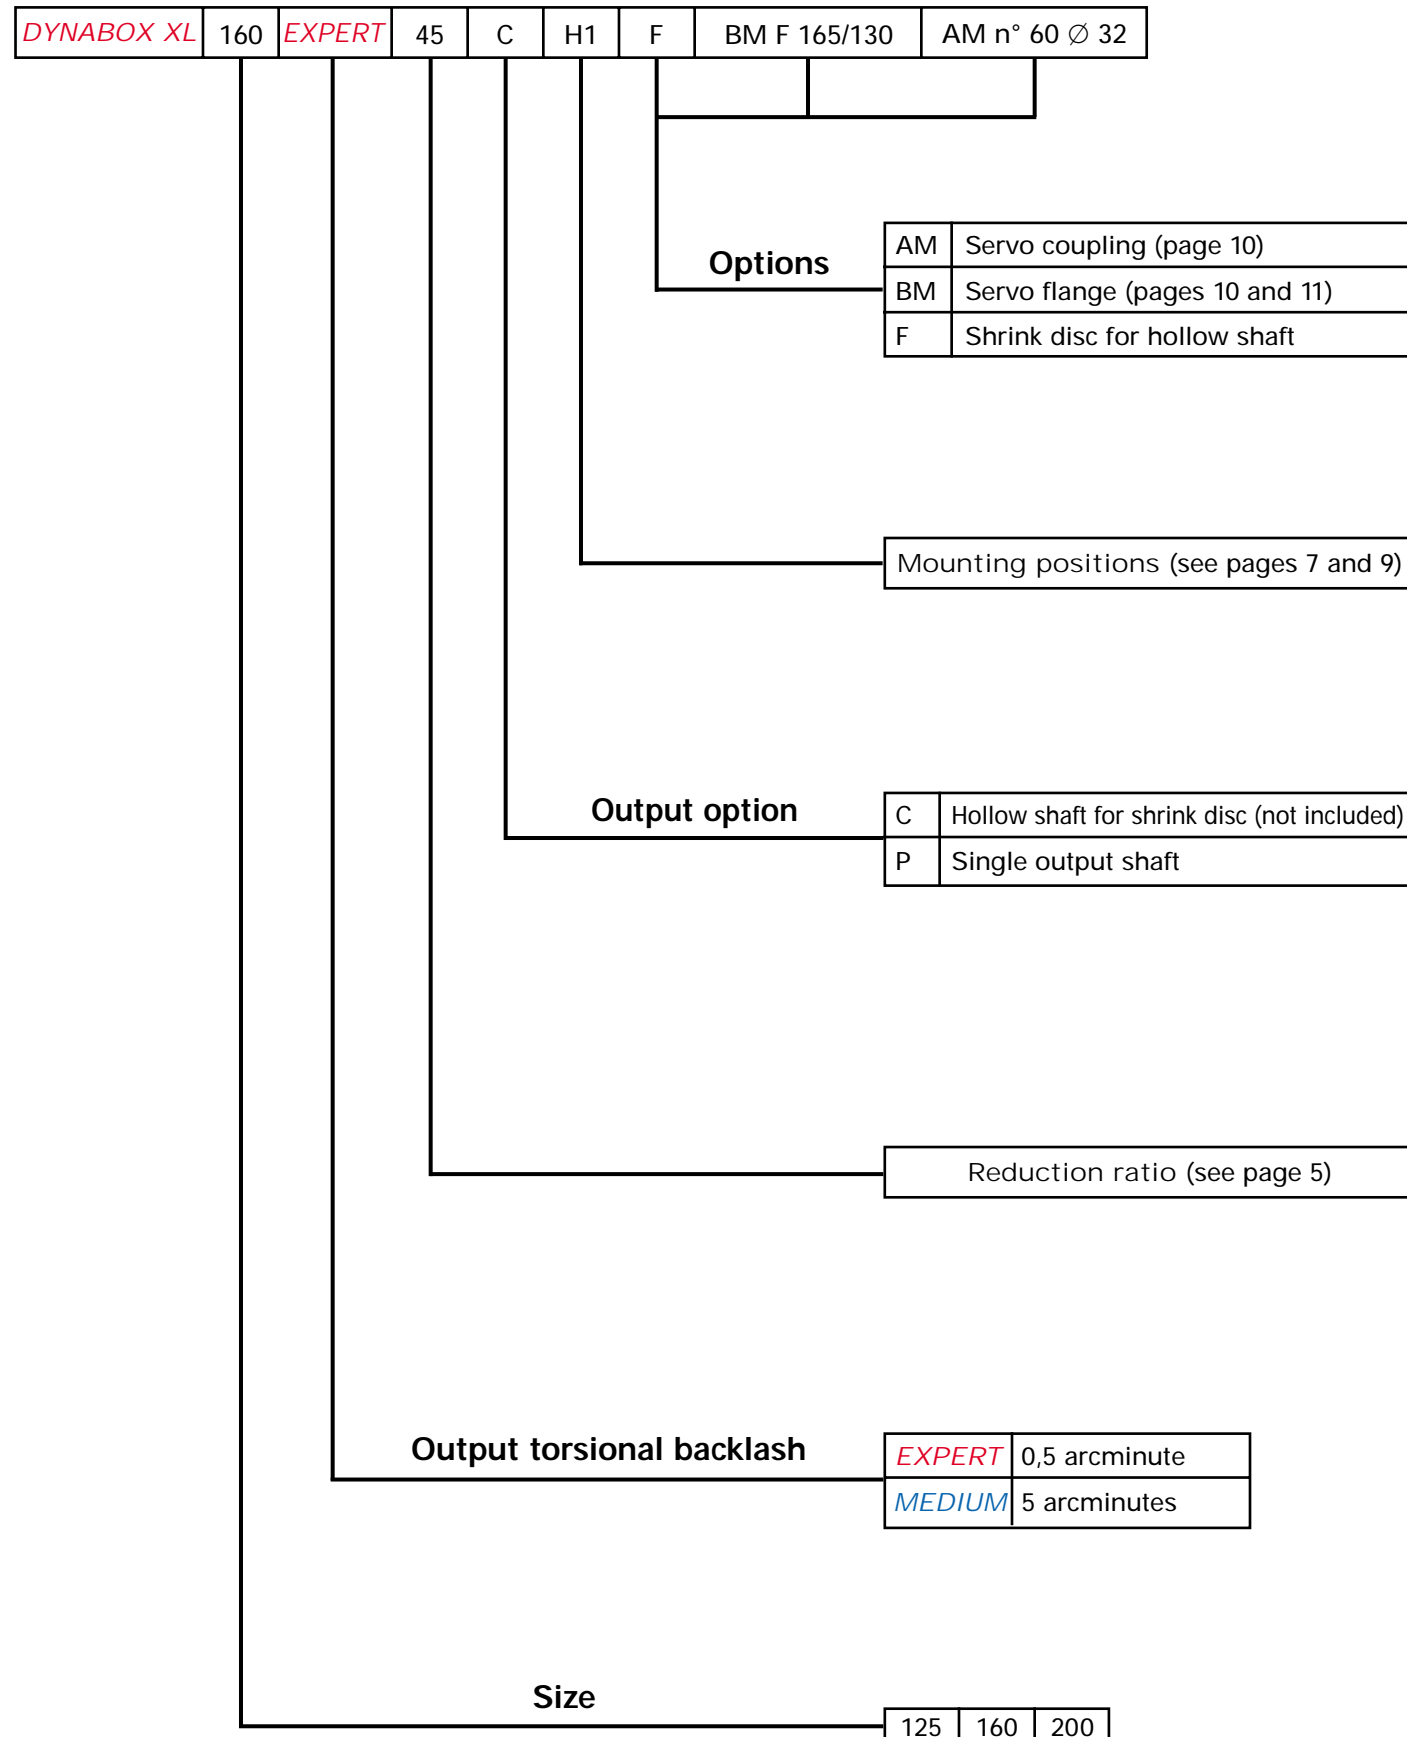 DYNABOX XL 160 EXPERT 45 C H1 F BM F 165/130 AM n° 60 ∅ 32
Options
AM Servo coupling (page 10)
BM Servo flange (pages 10 and 11)
F Shrink disc for hollow shaft
Mounting positions (see pages 7 and 9)
Output option
C Hollow shaft for shrink disc (not included)
P Single output shaft
Reduction ratio (see page 5)
Output torsional backlash
EXPERT 0,5 arcminute
MEDIUM 5 arcminutes
Size
125 160 200